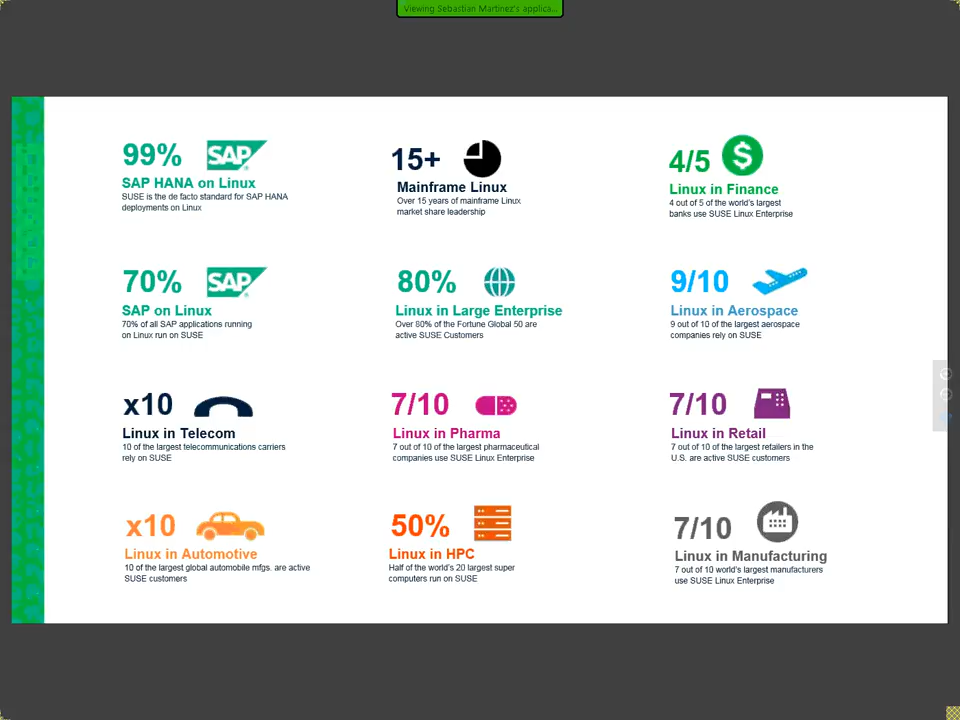 Viewing Sebastian Martinez's applica...
99%
SAP
SAP HANA on Linux
SUSE is the de facto standard for SAP HANA
deployments on Linux
15+
Mainframe Linux
Over 15 years of mainframe Linux
market share leadership
4/5
$
Linux in Finance
4 out of 5 of the world's largest
banks use SUSE Linux Enterprise
70%
SAP
SAP on Linux
70% of all SAP applications running
on Linux run on SUSE
80%
Linux in Large Enterprise
Over 80% of the Fortune Global 50 are
active SUSE Customers
9/10
Linux in Aerospace
9 out of 10 of the largest aerospace
companies rely on SUSE
x10
Linux in Telecom
10 of the largest telecommunications carriers
rely on SUSE
7/10
Linux in Pharma
7 out of 10 of the largest pharmaceutical
companies use SUSE Linux Enterprise
7/10
Linux in Retail
7 out of 10 of the largest retailers in the
U.S. are active SUSE customers
x10
Linux in Automotive
10 of the largest global automobile mfgs. are active
SUSE customers
50%
Linux in HPC
Half of the world's 20 largest super
computers run on SUSE
7/10
Linux in Manufacturing
7 out of 10 world's largest manufacturers
use SUSE Linux Enterprise